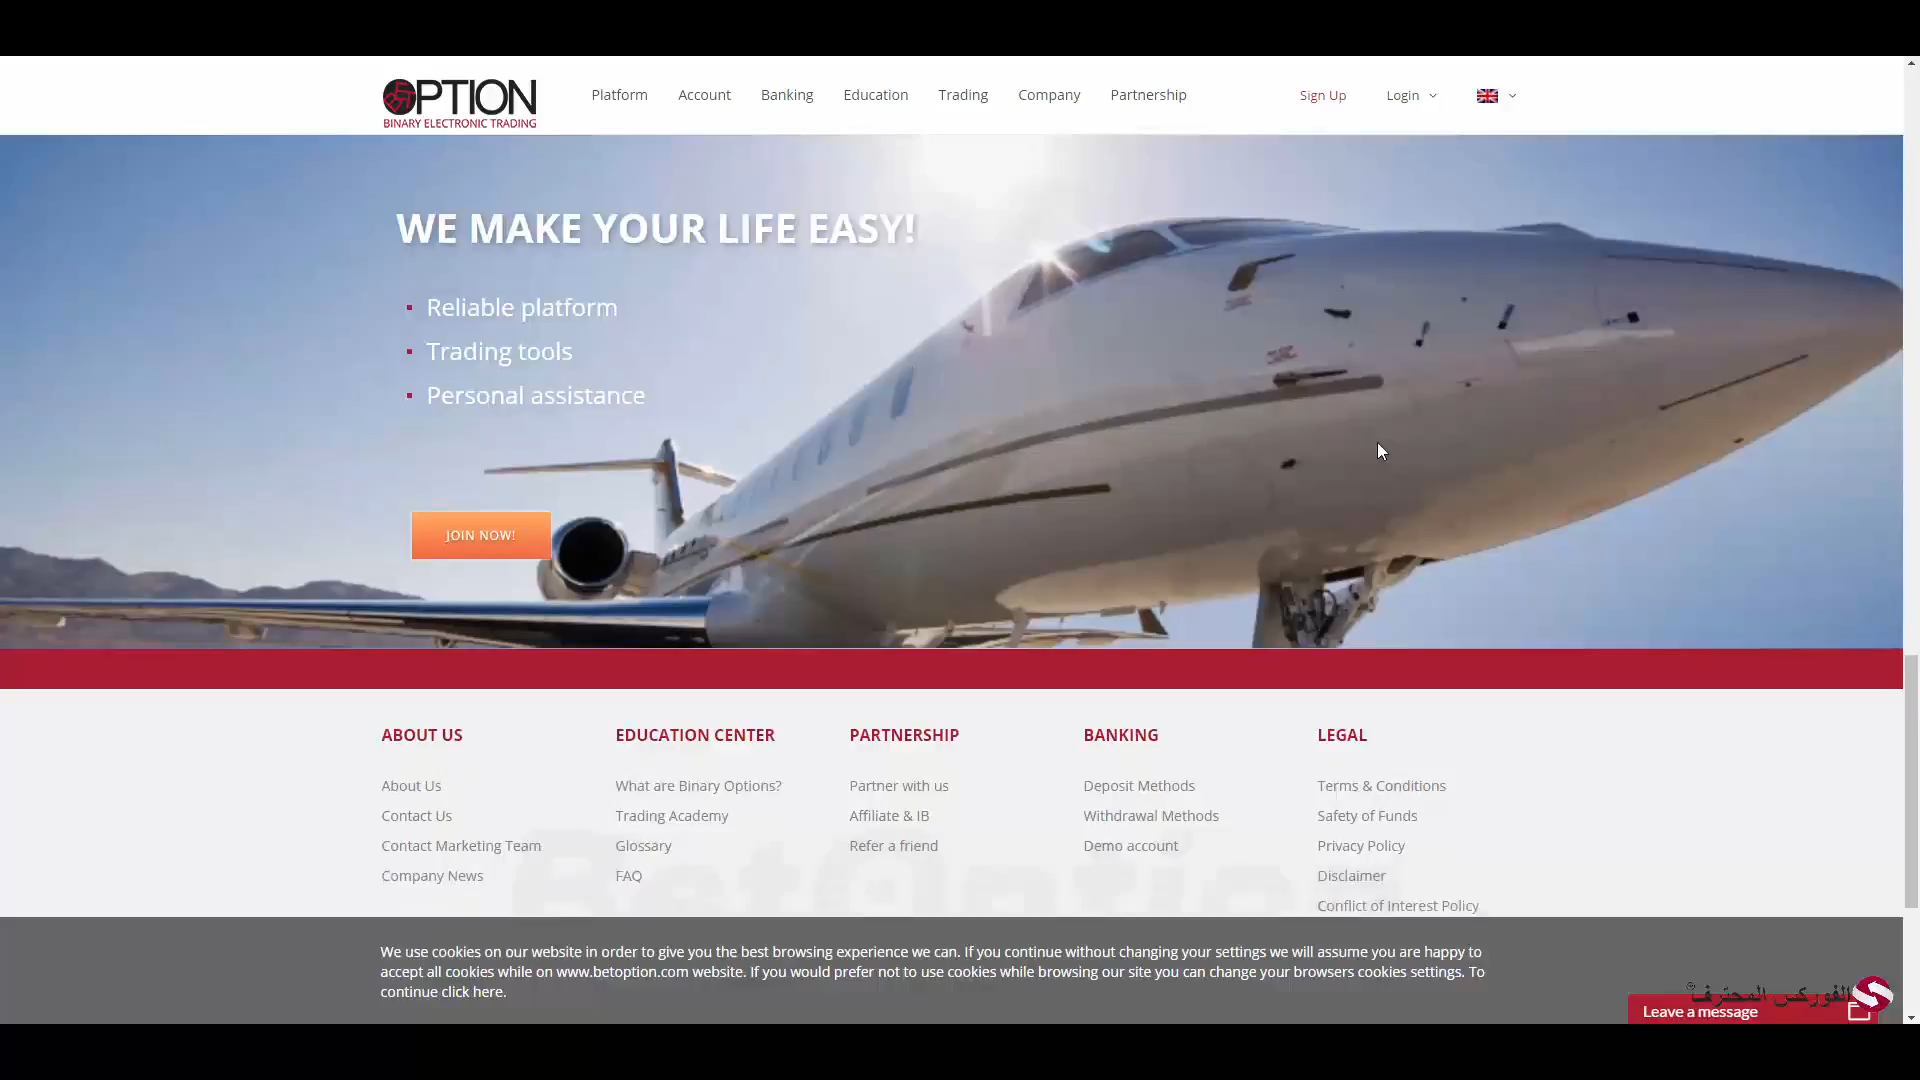 OPTION
BINARY ELECTRONIC TRADING
Platform Account Banking Education Trading Company Partnership Sign Up Login
WE MAKE YOUR LIFE EASY!
Reliable platform
Trading tools
Personal assistance
JOIN NOW!
ABOUT US
About Us
Contact Us
Contact Marketing Team
Company News
EDUCATION CENTER
What are Binary Options?
Trading Academy
Glossary
FAQ
PARTNERSHIP
Partner with us
Affiliate & IB
Refer a friend
BANKING
Deposit Methods
Withdrawal Methods
Demo account
LEGAL
Terms & Conditions
Safety of Funds
Privacy Policy
Disclaimer
Conflict of Interest Policy
BetOption
We use cookies on our website in order to give you the best browsing experience we can. If you continue without changing your settings we will assume you are happy to
accept all cookies while on www.betoption.com website. If you would prefer not to use cookies while browsing our site you can change your browsers cookies settings. To
continue click here.
الفوركس المحترف
Leave a message